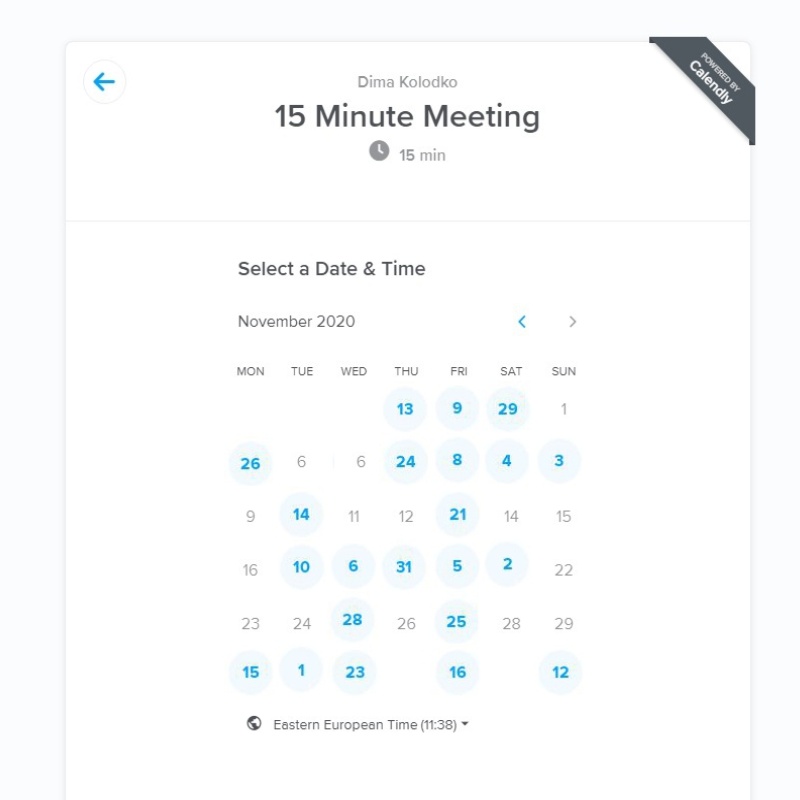 POWERED BY
Calendly
Dima Kolodko
15 Minute Meeting
15 min
Select a Date & Time
November 2020
MON TUE WED THU FRI SAT SUN
13 9 29 1
26 6 6 24 8 4 3
9 14 11 12 21 14 15
16 10 6 31 5 2 22
23 24 28 26 25 28 29
15 1 23 16 12
Eastern European Time (11:38)